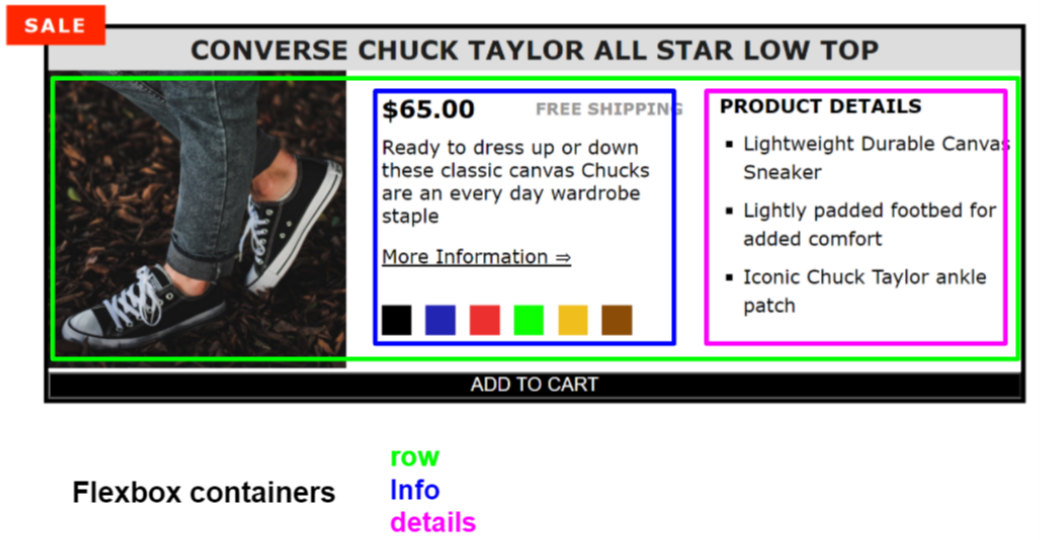 SALE
CONVERSE CHUCK TAYLOR ALL STAR LOW TOP
$65.00 FREE SHIPPING
Ready to dress up or down
these classic canvas Chucks
are an every day wardrobe
staple
More Information ⇒
PRODUCT DETAILS
▪ Lightweight Durable Canvas
Sneaker
▪ Lightly padded footbed for
added comfort
▪ Iconic Chuck Taylor ankle
patch
ADD TO CART
Flexbox containers
row
Info
details